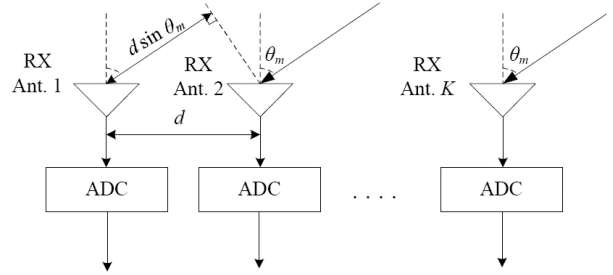 d sin θm
RX
Ant. 1
RX
Ant. 2
θm
RX
Ant. K
θm
d
ADC
ADC
. . . .
ADC